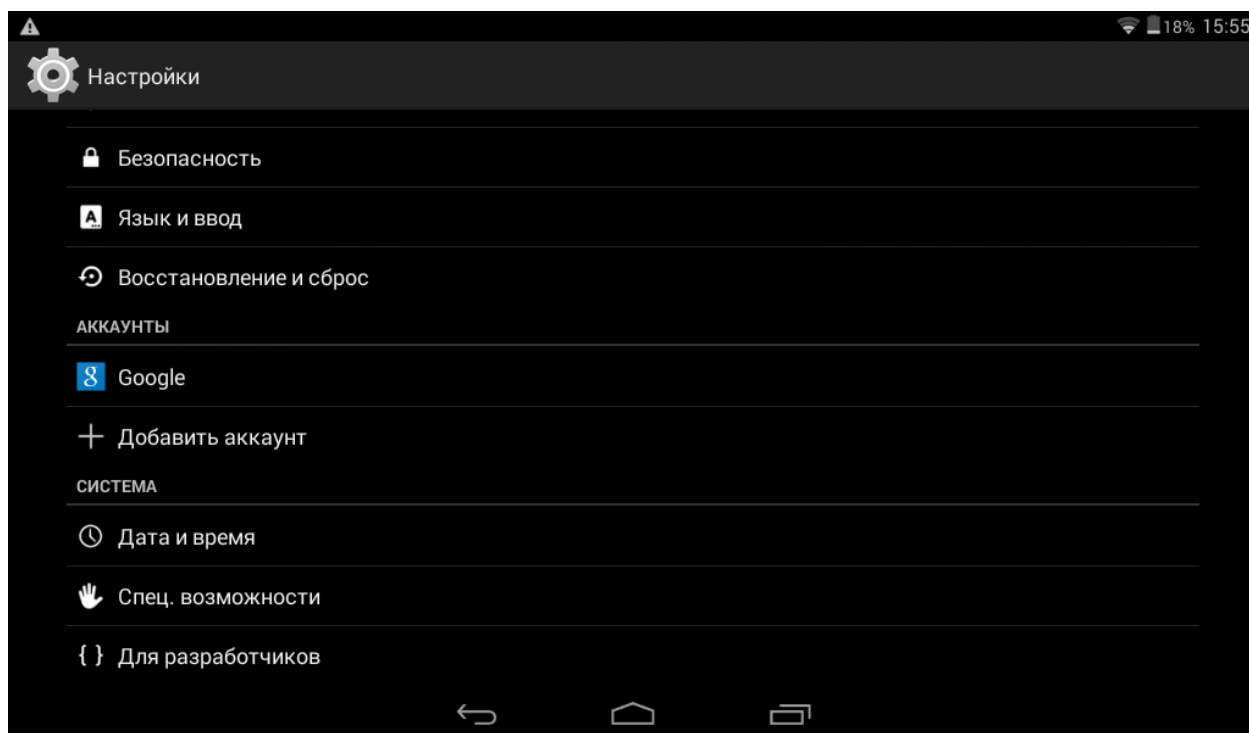 18% 15:55
Настройки
Безопасность
Язык и ввод
Восстановление и сброс
АККАУНТЫ
Google
Добавить аккаунт
СИСТЕМА
Дата и время
Спец. возможности
{ } Для разработчиков